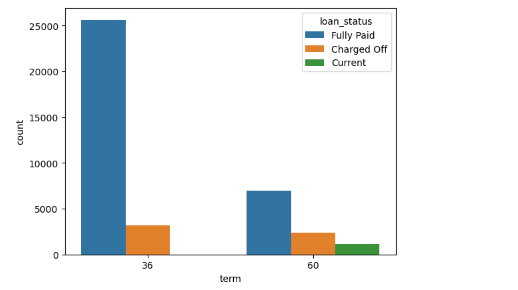 loan_status
Fully Paid
Charged Off
Current
25000
20000
15000
10000
5000
0
count
36
60
term